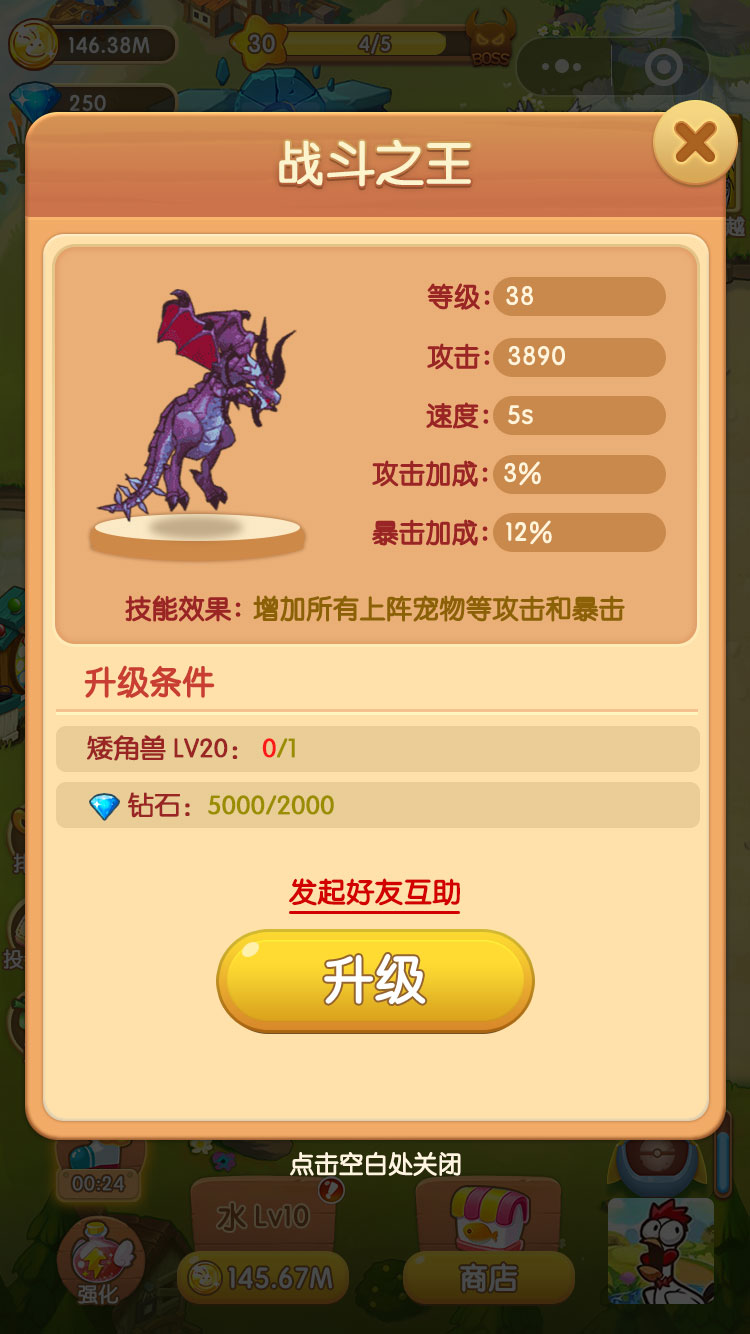 146.38M
30
4/5
BOSS
250
战斗之王
越
等级: 38
攻击: 3890
速度: 5s
攻击加成: 3%
暴击加成: 12%
技能效果: 增加所有上阵宠物等攻击和暴击
升级条件
矮角兽 LV20: 0/1
钻石: 5000/2000
发起好友互助
投
升级
点击空白处关闭
00:24
水 Lv10
强化
145.67M
商店